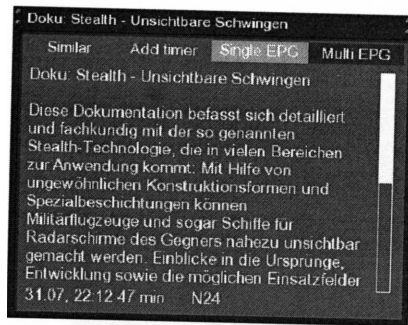 Doku: Stealth - Unsichtbare Schwingen
Similar Add timer Single EPG Multi EPG
Doku: Stealth - Unsichtbare Schwingen
Diese Dokumentation befasst sich detailliert
und fachkundig mit der so genannten
Stealth-Technologie, die in vielen Bereichen
zur Anwendung kommt: Mit Hilfe von
ungewöhnlichen Konstruktionsformen und
Spezialbeschichtungen können
Militärflugzeuge und sogar Schiffe für
Radarschirme des Gegners nahezu unsichtbar
gemacht werden. Einblicke in die Ursprünge,
Entwicklung sowie die möglichen Einsatzfelder
31.07, 22:12 47 min N24